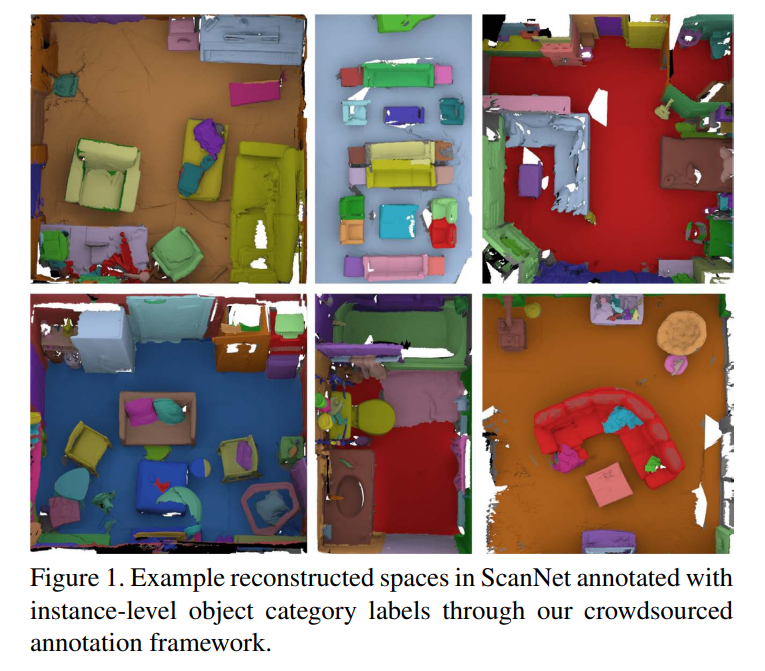 Figure 1. Example reconstructed spaces in ScanNet annotated with
instance-level object category labels through our crowdsourced
annotation framework.